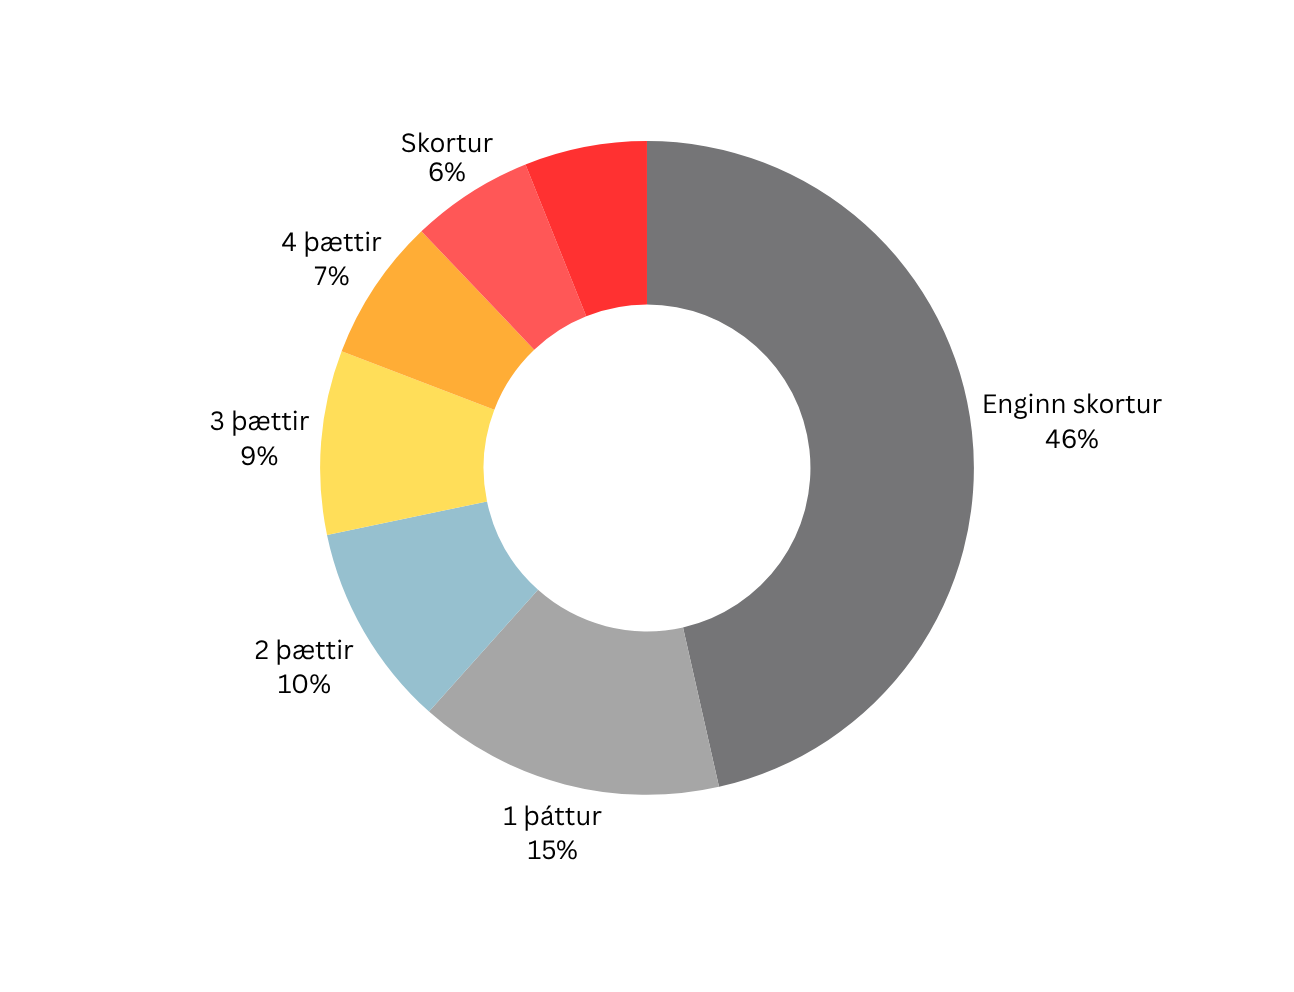 Skortur
6%
4 þættir
7%
3 þættir
9%
Enginn skortur
46%
2 þættir
10%
1 þáttur
15%